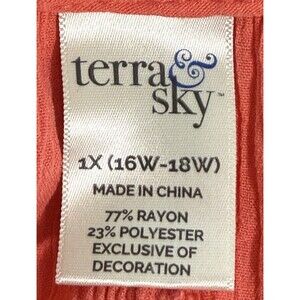 terra &
sky™
1X (16W-18W)
MADE IN CHINA
77% RAYON
23% POLYESTER
EXCLUSIVE OF
DECORATION